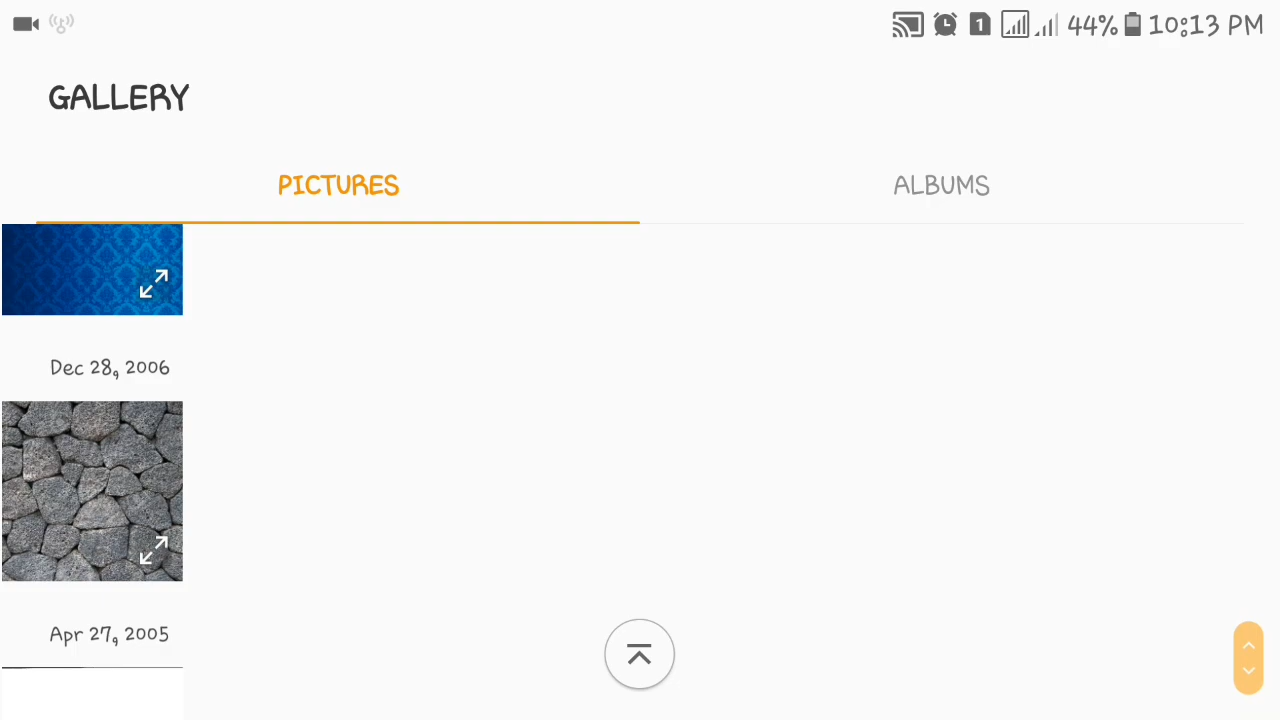 44% 10:13 PM
GALLERY
PICTURES ALBUMS
Dec 28, 2006
Apr 27, 2005